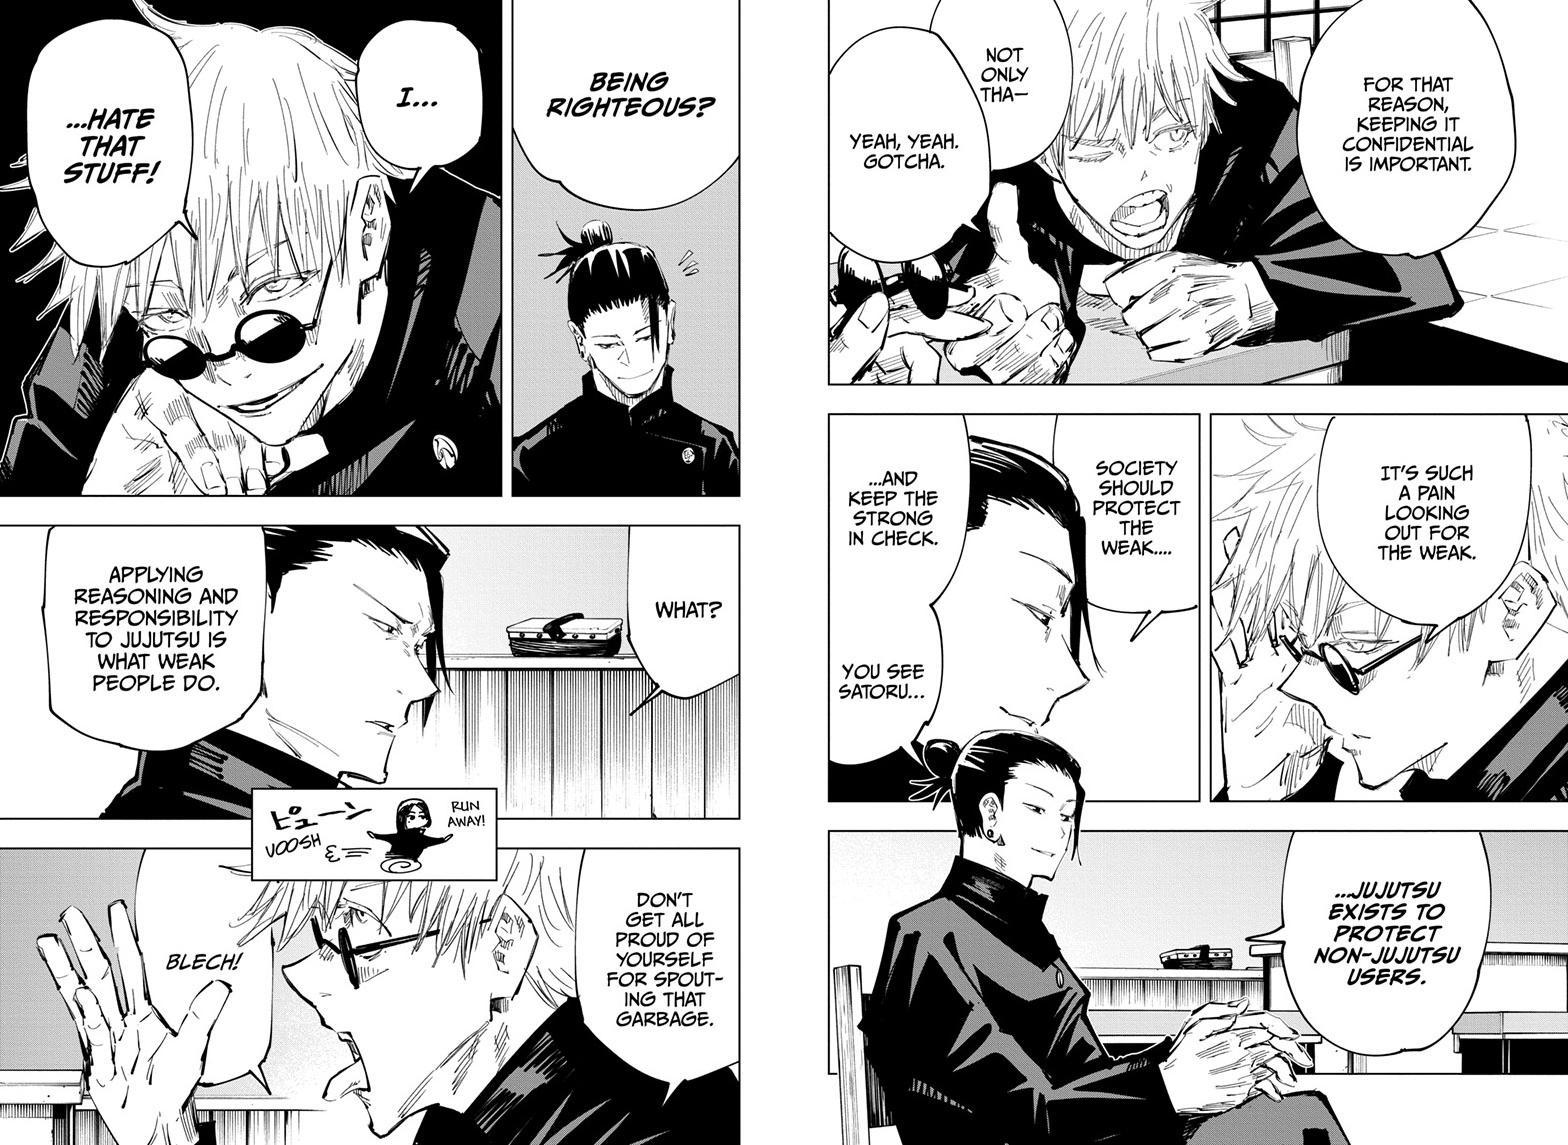 FOR THAT
REASON,
KEEPING IT
CONFIDENTIAL
IS IMPORTANT.
NOT
ONLY
THA—
YEAH, YEAH.
GOTCHA.
IT'S SUCH
A PAIN
LOOKING
OUT FOR
THE WEAK.
SOCIETY
SHOULD
PROTECT
THE
WEAK....
...AND
KEEP THE
STRONG
IN CHECK.
YOU SEE
SATORU...
...JUJUTSU
EXISTS TO
PROTECT
NON-JUJUTSU
USERS.
BEING
RIGHTEOUS?
I...
...HATE
THAT
STUFF!
WHAT?
APPLYING
REASONING AND
RESPONSIBILITY
TO JUJUTSU IS
WHAT WEAK
PEOPLE DO.
DON'T
GET ALL
PROUD OF
YOURSELF
FOR SPOUT-
ING THAT
GARBAGE.
BLECH!
ピューン
VOOSH
RUN
AWAY!